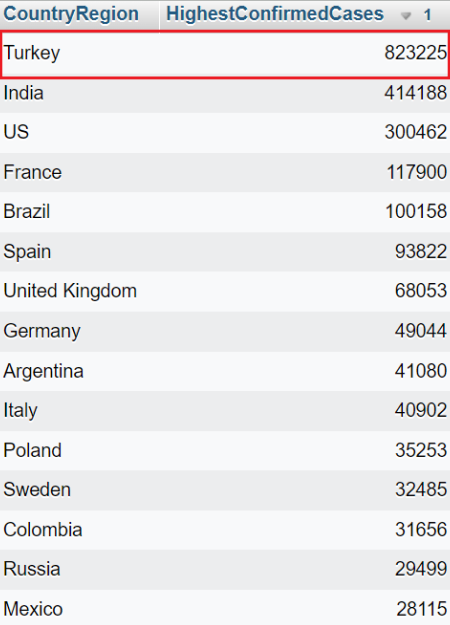 CountryRegion HighestConfirmedCases 1
Turkey 823225
India 414188
US 300462
France 117900
Brazil 100158
Spain 93822
United Kingdom 68053
Germany 49044
Argentina 41080
Italy 40902
Poland 35253
Sweden 32485
Colombia 31656
Russia 29499
Mexico 28115